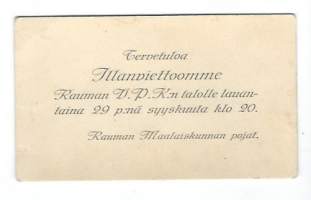 Tervetuloa
Illanviettoomme
Rauman V.P.K:n talolle lauan-
taina 29 p:nä syyskuuta klo 20.
Rauman Maalaiskunnan pojat.